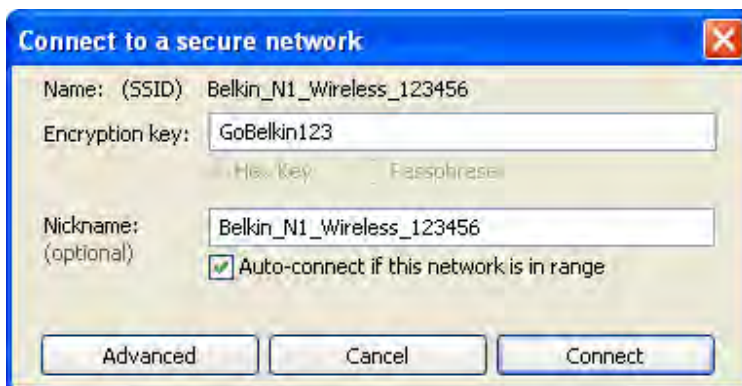 Connect to a secure network
Name: (SSID) Belkin_N1_Wireless_123456
Encryption key: GoBelkin123
Hex Key
Nickname: Belkin_N1_Wireless_123456
(optional)
Auto-connect if this network is in range
Advanced Cancel Connect